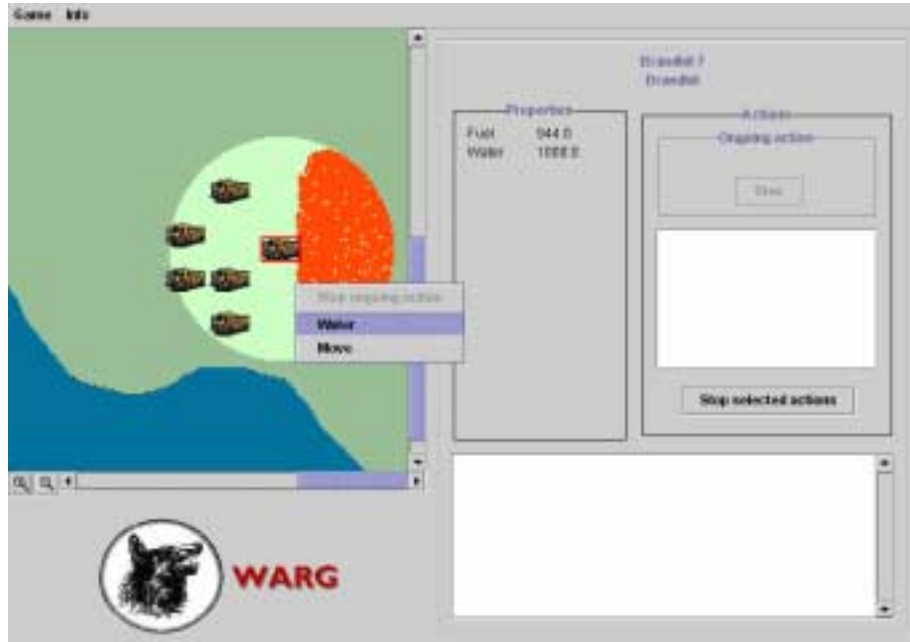 Game Info
Brandbil 7
Brandbil
Properties
Fuel 944.0
Water 1000.0
Actions
Ongoing action
Stop
Stop ongoing action
Water
Move
Stop selected actions
WARG